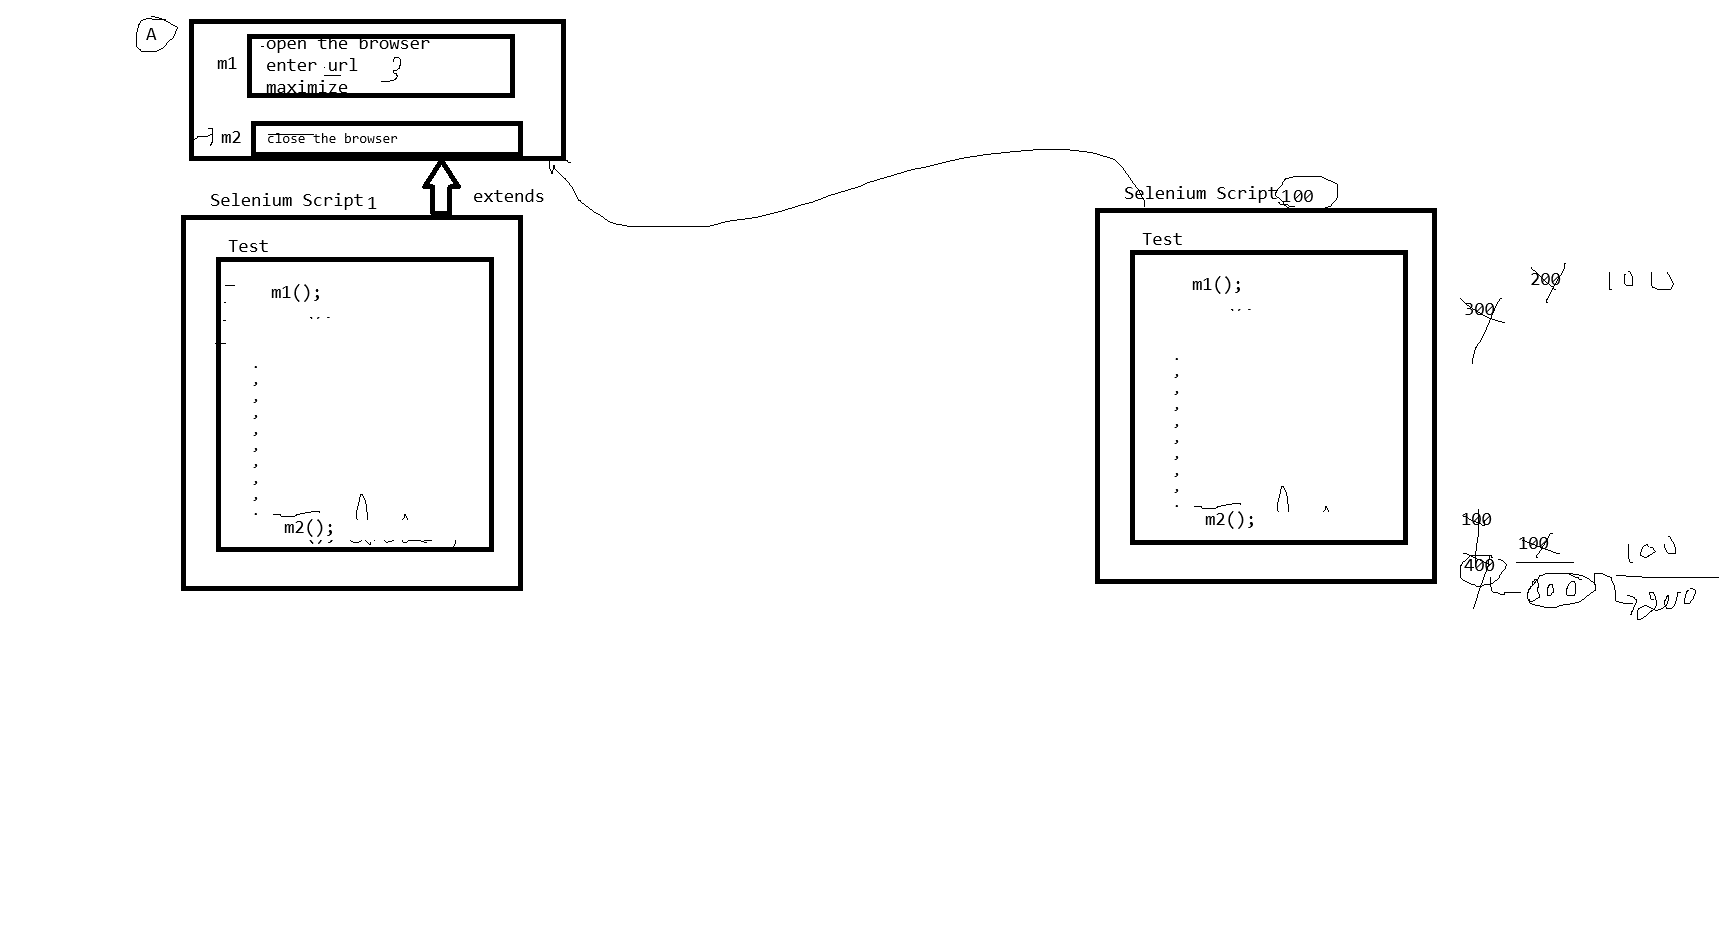 A
open the browser
m1
enter url
3
maximize
m2
close the browser
extends
Selenium Script 1
Test
m1();
m2();
Selenium Script 100
Test
m1();
m2();
200
100
300
100
100
100
400
300
200